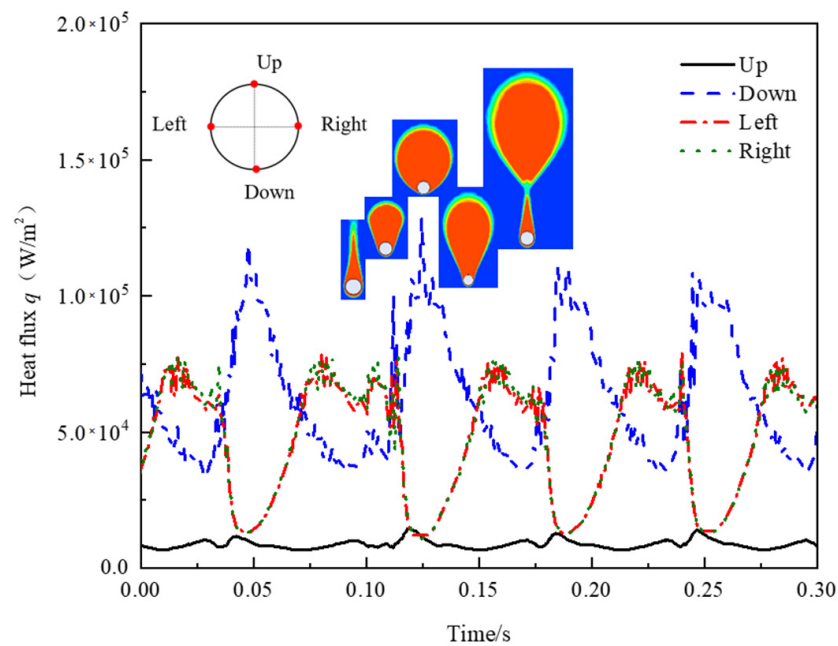 2.0×10⁵
1.5×10⁵
1.0×10⁵
5.0×10⁴
0.0
Heat flux q（W/m²）
Up
Left
Right
Down
Up
Down
Left
Right
0.00
0.05
0.10
0.15
0.20
0.25
0.30
Time/s